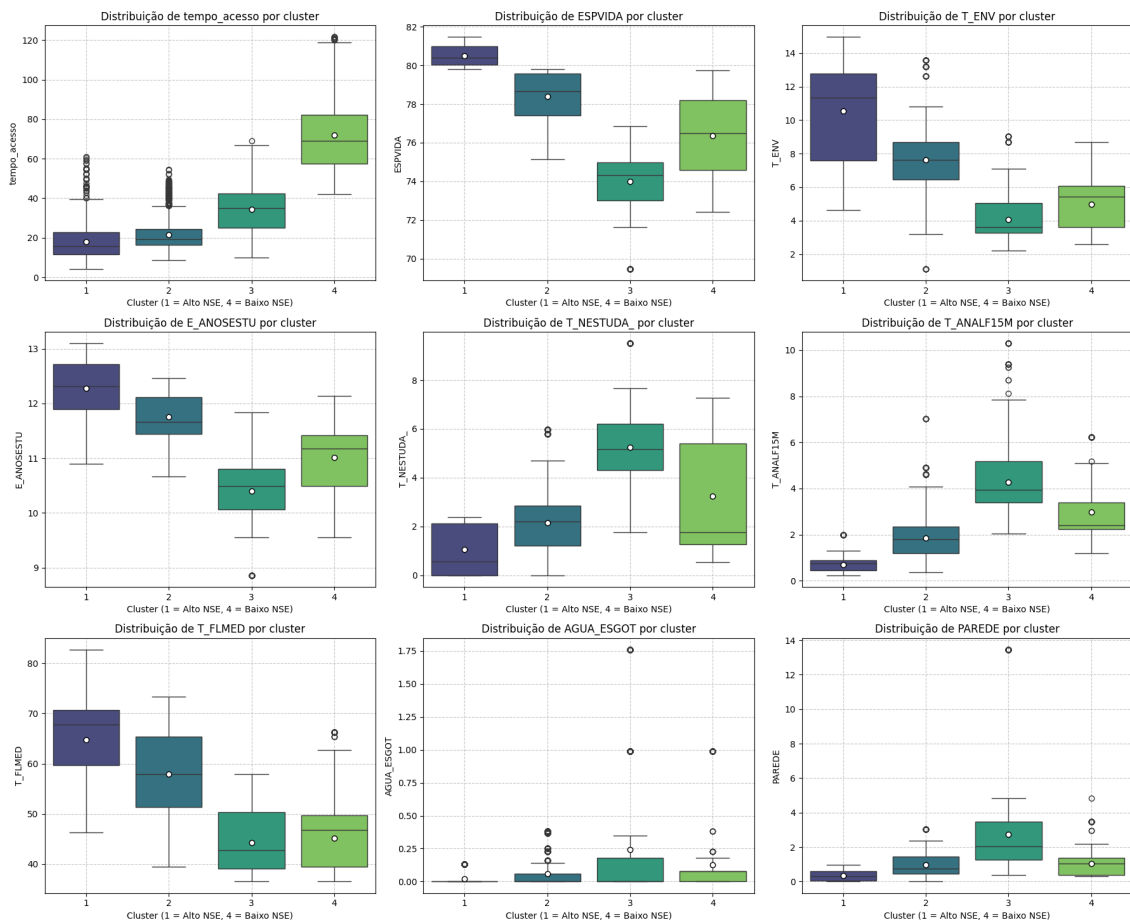 Distribuição de tempo_acesso por cluster
tempo_acesso
120
100
80
60
40
20
0
1 2 3 4
Cluster (1 = Alto NSE, 4 = Baixo NSE)
Distribuição de ESPVIDA por cluster
ESPVIDA
82
80
78
76
74
72
70
1 2 3 4
Cluster (1 = Alto NSE, 4 = Baixo NSE)
Distribuição de T_ENV por cluster
T_ENV
14
12
10
8
6
4
2
1 2 3 4
Cluster (1 = Alto NSE, 4 = Baixo NSE)
Distribuição de E_ANOSESTU por cluster
E_ANOSESTU
13
12
11
10
9
1 2 3 4
Cluster (1 = Alto NSE, 4 = Baixo NSE)
Distribuição de T_NESTUDA_ por cluster
T_NESTUDA_
8
6
4
2
0
1 2 3 4
Cluster (1 = Alto NSE, 4 = Baixo NSE)
Distribuição de T_ANALF15M por cluster
T_ANALF15M
10
8
6
4
2
0
1 2 3 4
Cluster (1 = Alto NSE, 4 = Baixo NSE)
Distribuição de T_FLMED por cluster
T_FLMED
80
70
60
50
40
1 2 3 4
Cluster (1 = Alto NSE, 4 = Baixo NSE)
Distribuição de AGUA_ESGOT por cluster
AGUA_ESGOT
1.75
1.50
1.25
1.00
0.75
0.50
0.25
0.00
1 2 3 4
Cluster (1 = Alto NSE, 4 = Baixo NSE)
Distribuição de PAREDE por cluster
PAREDE
14
12
10
8
6
4
2
0
1 2 3 4
Cluster (1 = Alto NSE, 4 = Baixo NSE)